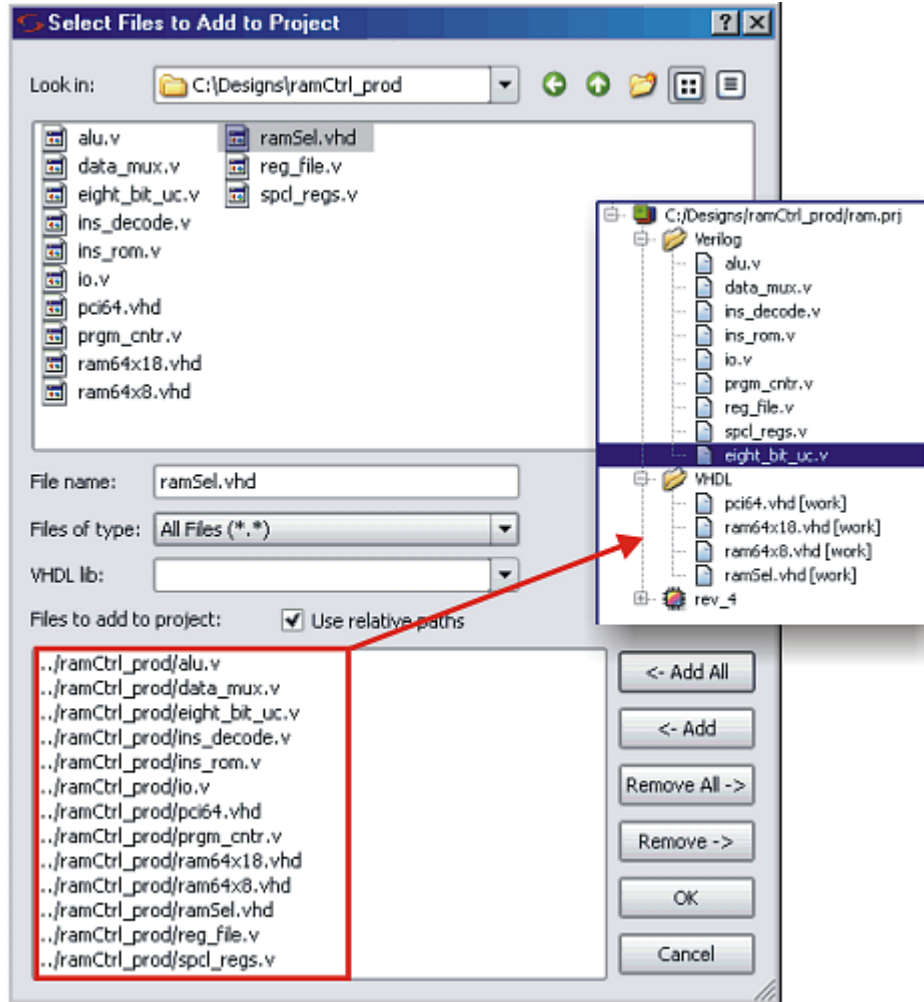 Select Files to Add to Project
Look in:
C:\Designs\ramCtrl_prod
alu.v
data_mux.v
eight_bit_uc.v
ins_decode.v
ins_rom.v
io.v
pci64.vhd
prgm_cntr.v
ram64x18.vhd
ram64x8.vhd
ramSel.vhd
reg_file.v
spcl_regs.v
C:/Designs/ramCtrl_prod/ram.prj
Verilog
alu.v
data_mux.v
ins_decode.v
ins_rom.v
io.v
prgm_cntr.v
reg_file.v
spcl_regs.v
eight_bit_uc.v
VHDL
pci64.vhd [work]
ram64x18.vhd [work]
ram64x8.vhd [work]
ramSel.vhd [work]
rev_4
File name:
ramSel.vhd
Files of type:
All Files (*.*)
VHDL lib:
Files to add to project:
Use relative paths
../ramCtrl_prod/alu.v
../ramCtrl_prod/data_mux.v
../ramCtrl_prod/eight_bit_uc.v
../ramCtrl_prod/ins_decode.v
../ramCtrl_prod/ins_rom.v
../ramCtrl_prod/io.v
../ramCtrl_prod/pci64.vhd
../ramCtrl_prod/prgm_cntr.v
../ramCtrl_prod/ram64x18.vhd
../ramCtrl_prod/ram64x8.vhd
../ramCtrl_prod/ramSel.vhd
../ramCtrl_prod/reg_file.v
../ramCtrl_prod/spcl_regs.v
<- Add All
<- Add
Remove All ->
Remove ->
OK
Cancel